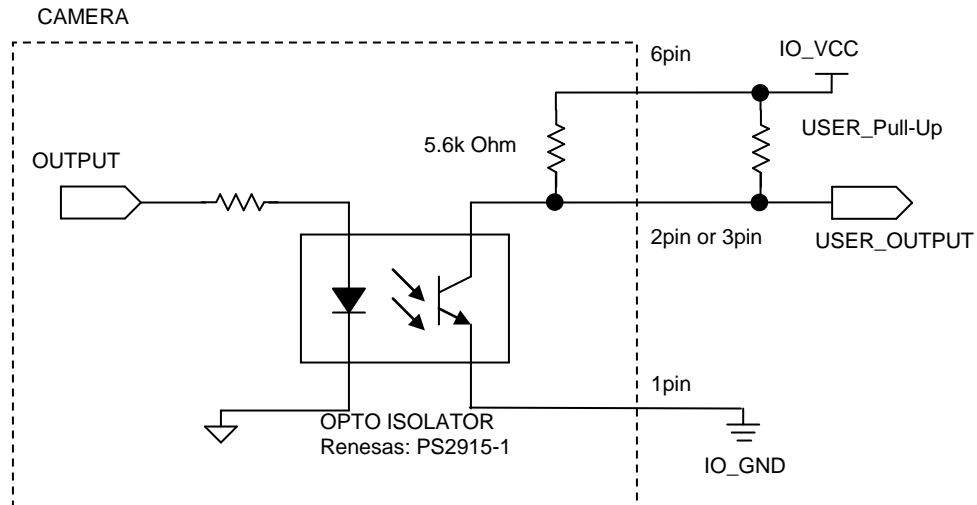 CAMERA
6pin
IO_VCC
5.6k Ohm
USER_Pull-Up
OUTPUT
2pin or 3pin
USER_OUTPUT
1pin
OPTO ISOLATOR
Renesas: PS2915-1
IO_GND